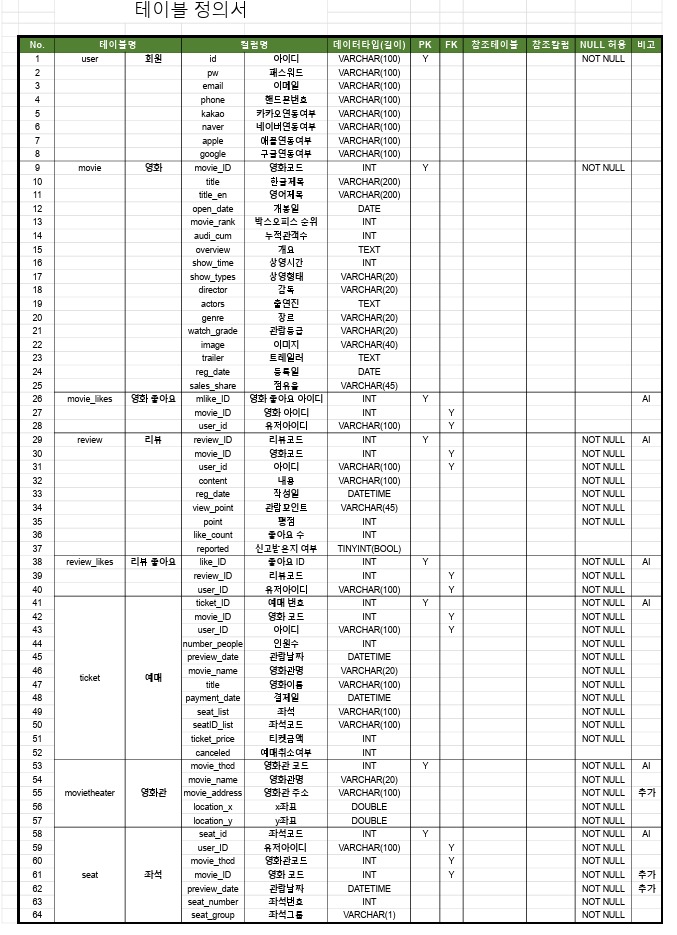 테이블 정의서
No. 테이블명 컬럼명 데이터타입(길이) PK FK 참조테이블 참조칼럼 NULL 허용 비고
1 user 회원 id 아이디 VARCHAR(100) Y NOT NULL
2 pw 패스워드 VARCHAR(100)
3 email 이메일 VARCHAR(100)
4 phone 핸드폰번호 VARCHAR(100)
5 kakao 카카오연동여부 VARCHAR(100)
6 naver 네이버연동여부 VARCHAR(100)
7 apple 애플연동여부 VARCHAR(100)
8 google 구글연동여부 VARCHAR(100)
9 movie 영화 movie_ID 영화코드 INT Y NOT NULL
10 title 한글제목 VARCHAR(200)
11 title_en 영어제목 VARCHAR(200)
12 open_date 개봉일 DATE
13 movie_rank 박스오피스 순위 INT
14 audi_cum 누적관객수 INT
15 overview 개요 TEXT
16 show_time 상영시간 INT
17 show_types 상영형태 VARCHAR(20)
18 director 감독 VARCHAR(20)
19 actors 출연진 TEXT
20 genre 장르 VARCHAR(20)
21 watch_grade 관람등급 VARCHAR(20)
22 image 이미지 VARCHAR(40)
23 trailer 트레일러 TEXT
24 reg_date 등록일 DATE
25 sales_share 점유율 VARCHAR(45)
26 movie_likes 영화 좋아요 mlike_ID 영화 좋아요 아이디 INT Y AI
27 movie_ID 영화 아이디 INT Y
28 user_id 유저아이디 VARCHAR(100) Y
29 review 리뷰 review_ID 리뷰코드 INT Y NOT NULL AI
30 movie_ID 영화코드 INT Y NOT NULL
31 user_id 아이디 VARCHAR(100) Y NOT NULL
32 content 내용 VARCHAR(100) NOT NULL
33 reg_date 작성일 DATETIME NOT NULL
34 view_point 관람포인트 VARCHAR(45) NOT NULL
35 point 평점 INT NOT NULL
36 like_count 좋아요 수 INT
37 reported 신고받은지 여부 TINYINT(BOOL)
38 review_likes 리뷰 좋아요 like_ID 좋아요 ID INT Y NOT NULL AI
39 review_ID 리뷰코드 INT Y NOT NULL
40 user_ID 유저아이디 VARCHAR(100) Y NOT NULL
41 ticket_ID 예매 번호 INT Y NOT NULL AI
42 movie_ID 영화 코드 INT Y NOT NULL
43 user_ID 아이디 VARCHAR(100) Y NOT NULL
44 number_people 인원수 INT NOT NULL
45 preview_date 관람날짜 DATETIME NOT NULL
46 movie_name 영화관명 VARCHAR(20) NOT NULL
47 ticket 예매 title 영화이름 VARCHAR(100) NOT NULL
48 payment_date 결제일 DATETIME NOT NULL
49 seat_list 좌석 VARCHAR(100) NOT NULL
50 seatID_list 좌석코드 VARCHAR(100) NOT NULL
51 ticket_price 티켓금액 INT NOT NULL
52 canceled 예매취소여부 INT
53 movie_thcd 영화관 코드 INT Y NOT NULL AI
54 movie_name 영화관명 VARCHAR(20) NOT NULL
55 movietheater 영화관 movie_address 영화관 주소 VARCHAR(100) NOT NULL 추가
56 location_x x좌표 DOUBLE NOT NULL
57 location_y y좌표 DOUBLE NOT NULL
58 seat_id 좌석코드 INT Y NOT NULL AI
59 user_ID 유저아이디 VARCHAR(100) Y NOT NULL
60 movie_thcd 영화관코드 INT Y NOT NULL
61 seat 좌석 movie_ID 영화 코드 INT Y NOT NULL 추가
62 preview_date 관람날짜 DATETIME NOT NULL 추가
63 seat_number 좌석번호 INT NOT NULL
64 seat_group 좌석그룹 VARCHAR(1) NOT NULL